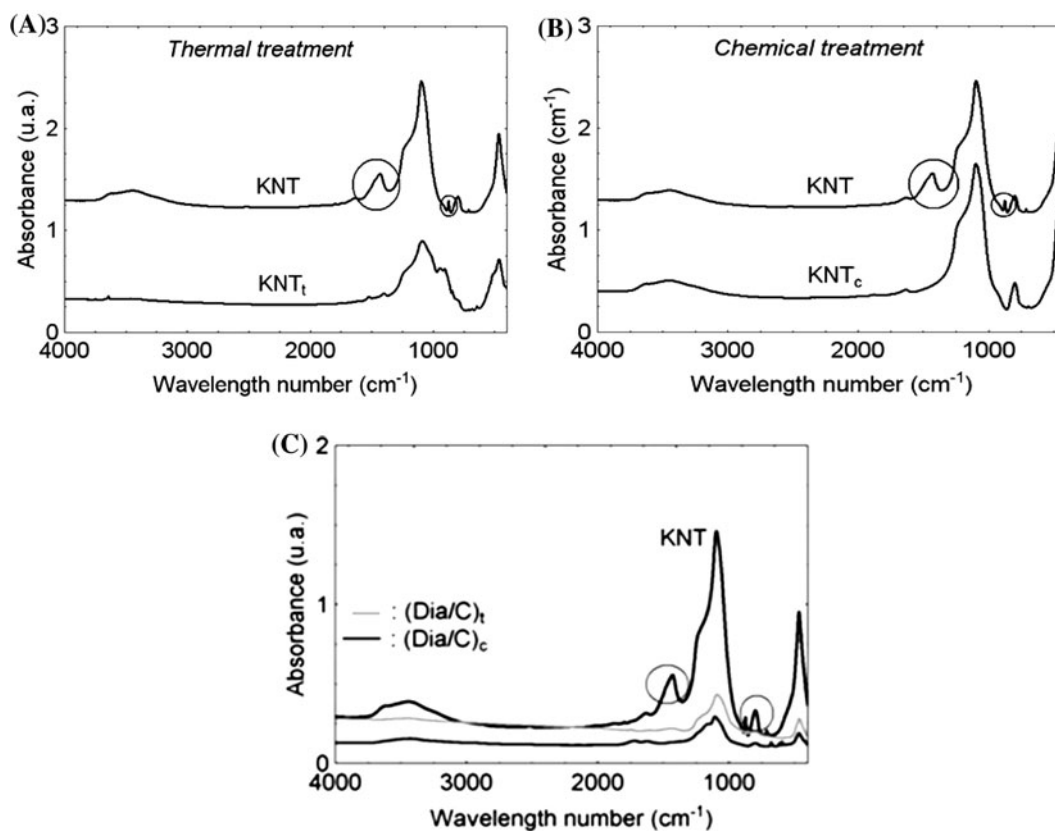 (A)
Thermal treatment
3
2
1
0
Absorbance (u.a.)
KNT
KNTₜ
4000 3000 2000 1000
Wavelength number (cm⁻¹)
(B)
Chemical treatment
3
2
1
0
Absorbance (cm⁻¹)
KNT
KNT꜀
4000 3000 2000 1000
Wavelength number (cm⁻¹)
(C)
2
1
0
Absorbance (u.a.)
KNT
: (Dia/C)ₜ
: (Dia/C)꜀
4000 3000 2000 1000
Wavelength number (cm⁻¹)